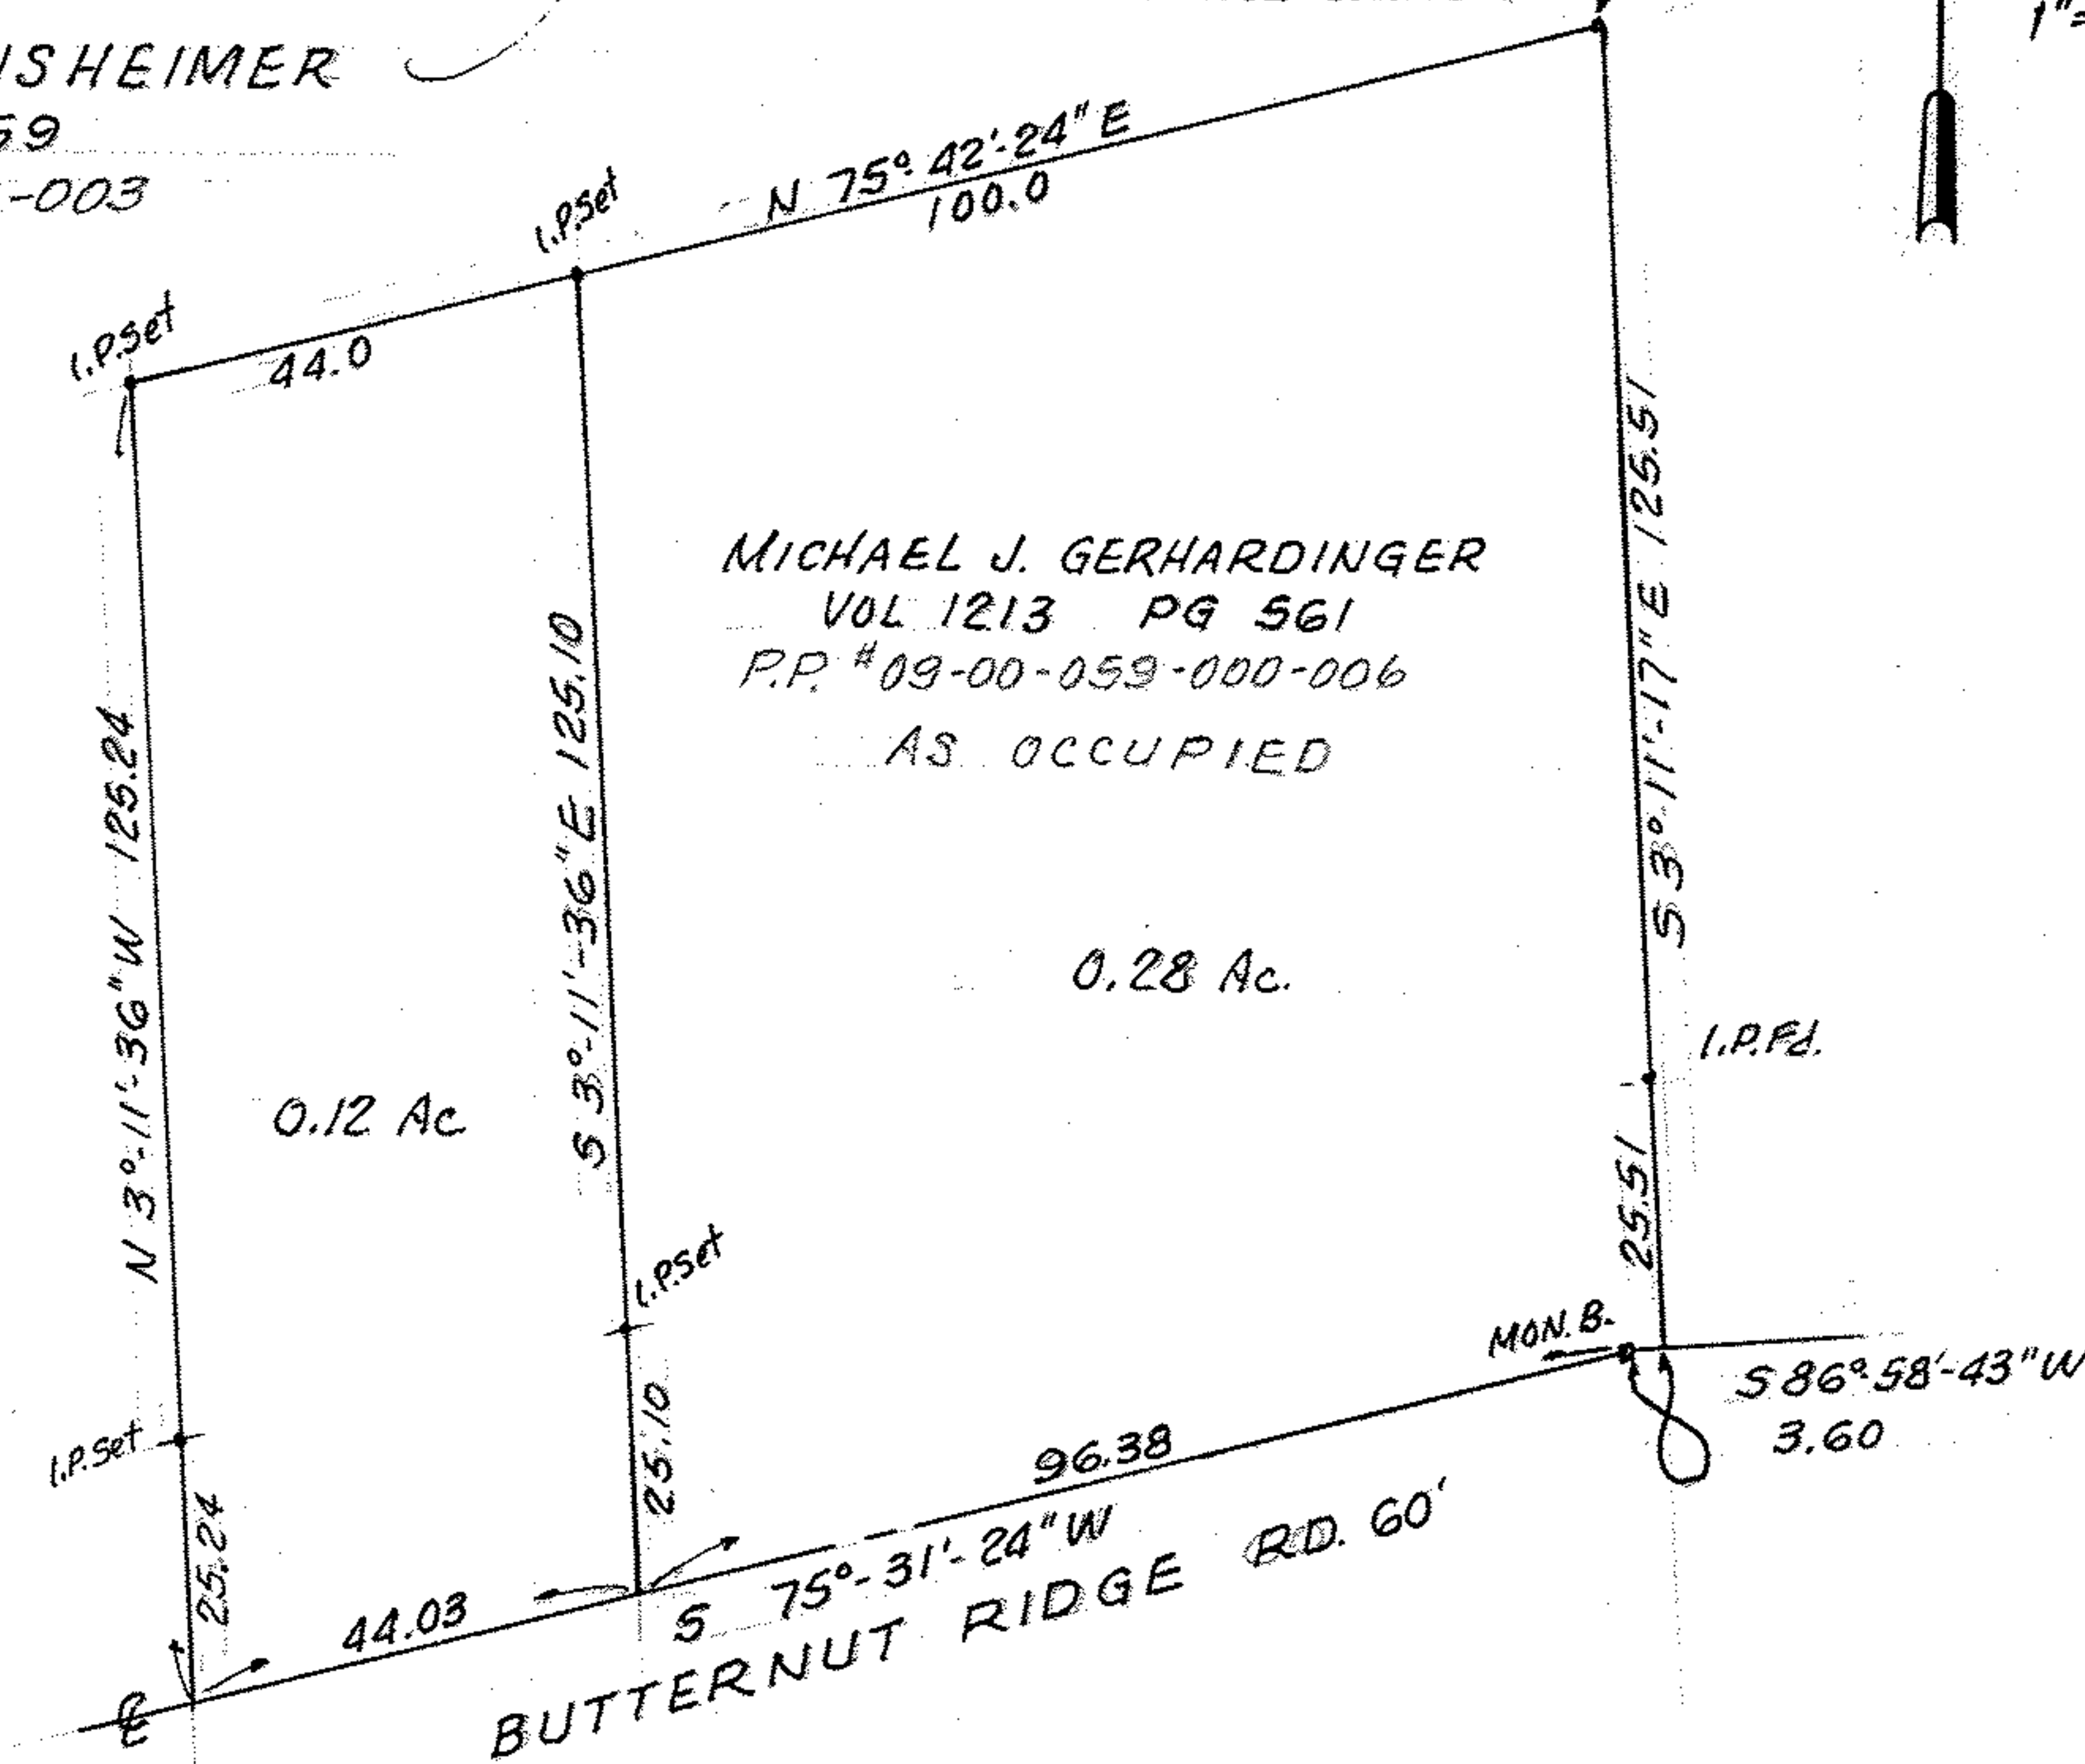 SHEIMER
59
-003
1"=
N 75°-42'-24" E
100.0
I.P.Set
I.P.Set
44.0
S 3°-11'-17" E 125.51
MICHAEL J. GERHARDINGER
VOL 1213 PG 561
P.P. #09-00-059-000-006
AS OCCUPIED
S 3°-11'-36" E 125.10
N 3°-11'-36" W 125.24
0.28 Ac.
I.P.Fd.
0.12 Ac
25.51
I.P.Set
MON. B.
S 86°-58'-43" W
3.60
I.P.Set
25.10
96.38
25.24
44.03
S 75°-31'-24" W
BUTTERNUT RIDGE RD. 60'